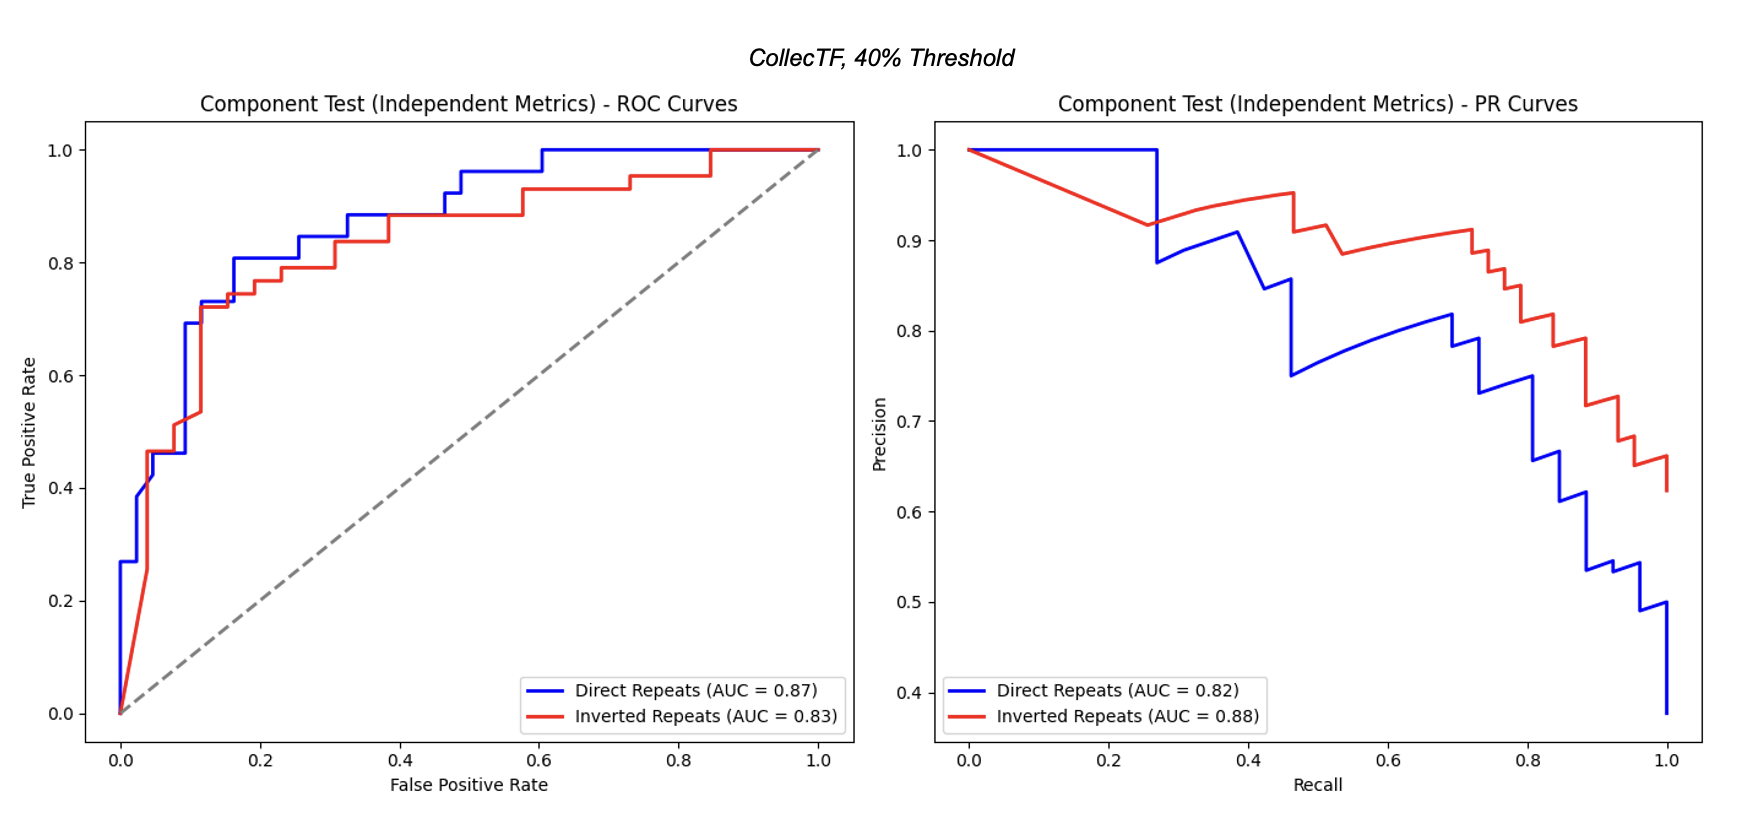 CollecTF, 40% Threshold
Component Test (Independent Metrics) - ROC Curves
True Positive Rate
1.0
0.8
0.6
0.4
0.2
0.0
0.0 0.2 0.4 0.6 0.8 1.0
False Positive Rate
Direct Repeats (AUC = 0.87)
Inverted Repeats (AUC = 0.83)
Component Test (Independent Metrics) - PR Curves
Precision
1.0
0.9
0.8
0.7
0.6
0.5
0.4
0.0 0.2 0.4 0.6 0.8 1.0
Recall
Direct Repeats (AUC = 0.82)
Inverted Repeats (AUC = 0.88)